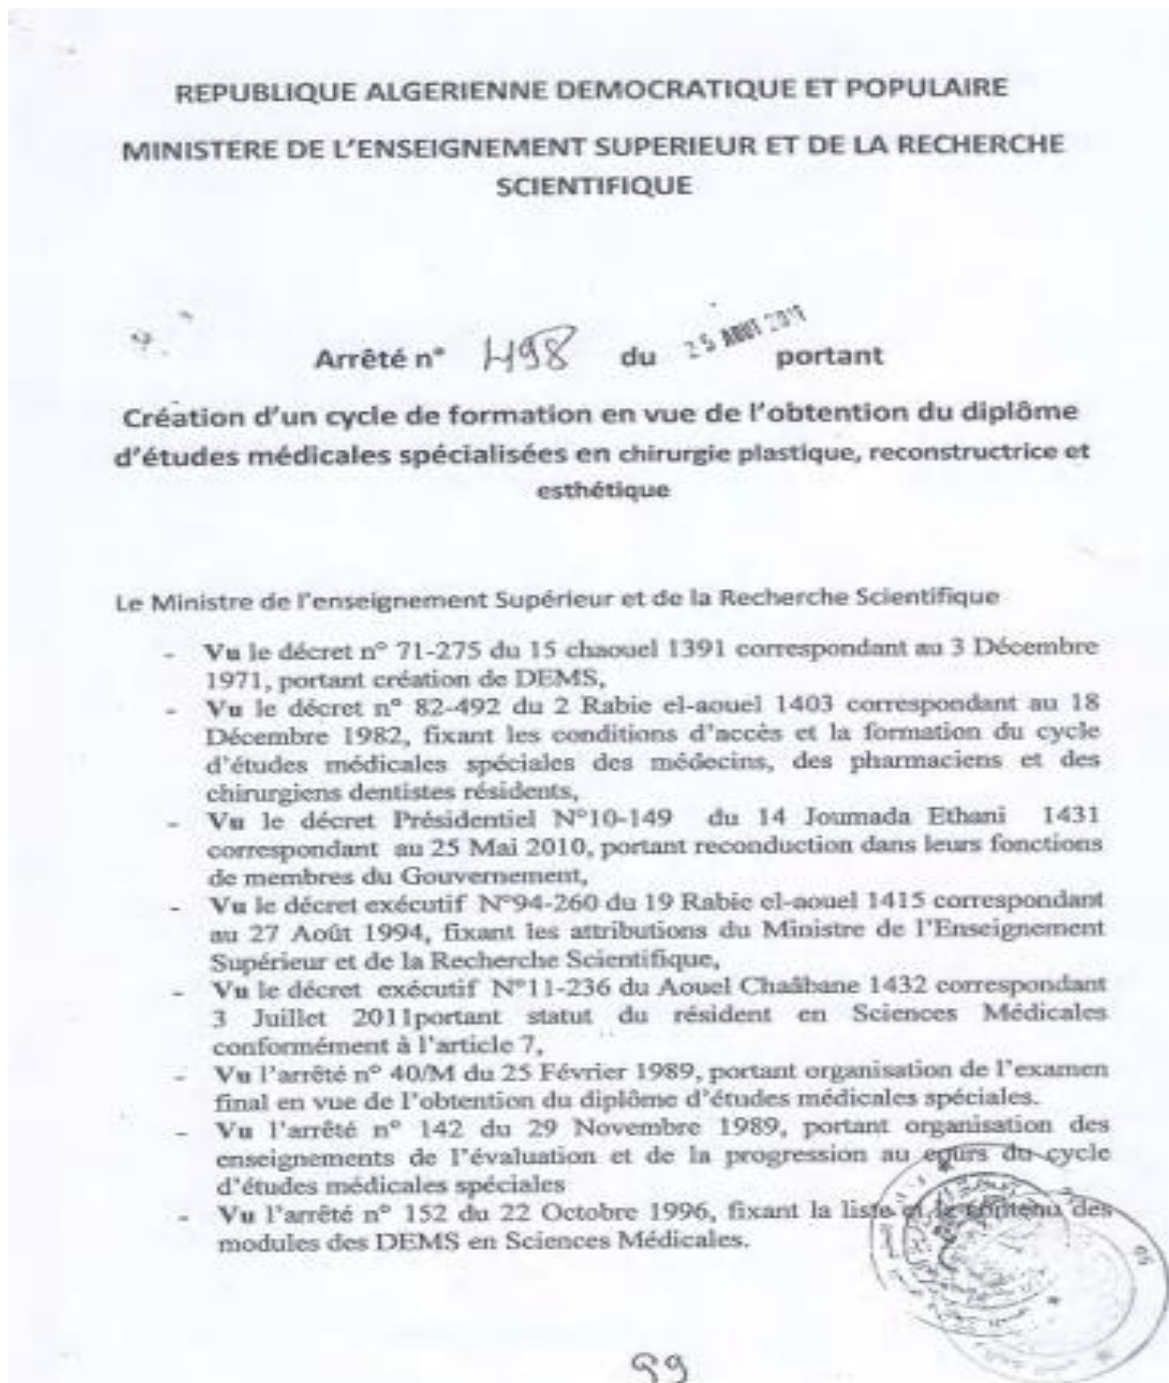 REPUBLIQUE ALGERIENNE DEMOCRATIQUE ET POPULAIRE
MINISTERE DE L'ENSEIGNEMENT SUPERIEUR ET DE LA RECHERCHE
SCIENTIFIQUE
Arrêté n° 498 du 25 AOUT 2011 portant
Création d'un cycle de formation en vue de l'obtention du diplôme
d'études médicales spécialisées en chirurgie plastique, reconstructrice et
esthétique
Le Ministre de l'enseignement Supérieur et de la Recherche Scientifique
- Vu le décret n° 71-275 du 15 chaouel 1391 correspondant au 3 Décembre
1971, portant création de DEMS,
- Vu le décret n° 82-492 du 2 Rabie el-aouel 1403 correspondant au 18
Décembre 1982, fixant les conditions d'accès et la formation du cycle
d'études médicales spéciales des médecins, des pharmaciens et des
chirurgiens dentistes résidents,
- Vu le décret Présidentiel N°10-149 du 14 Joumada Ethani 1431
correspondant au 25 Mai 2010, portant reconduction dans leurs fonctions
de membres du Gouvernement,
- Vu le décret exécutif N°94-260 du 19 Rabie el-aouel 1415 correspondant
au 27 Août 1994, fixant les attributions du Ministre de l'Enseignement
Supérieur et de la Recherche Scientifique,
- Vu le décret exécutif N°11-236 du Aouel Chaâbane 1432 correspondant
3 Juillet 2011portant statut du résident en Sciences Médicales
conformément à l'article 7,
- Vu l'arrêté n° 40/M du 25 Février 1989, portant organisation de l'examen
final en vue de l'obtention du diplôme d'études médicales spéciales.
- Vu l'arrêté n° 142 du 29 Novembre 1989, portant organisation des
enseignements de l'évaluation et de la progression au cours du cycle
d'études médicales spéciales
- Vu l'arrêté n° 152 du 22 Octobre 1996, fixant la liste et le contenu des
modules des DEMS en Sciences Médicales.
99